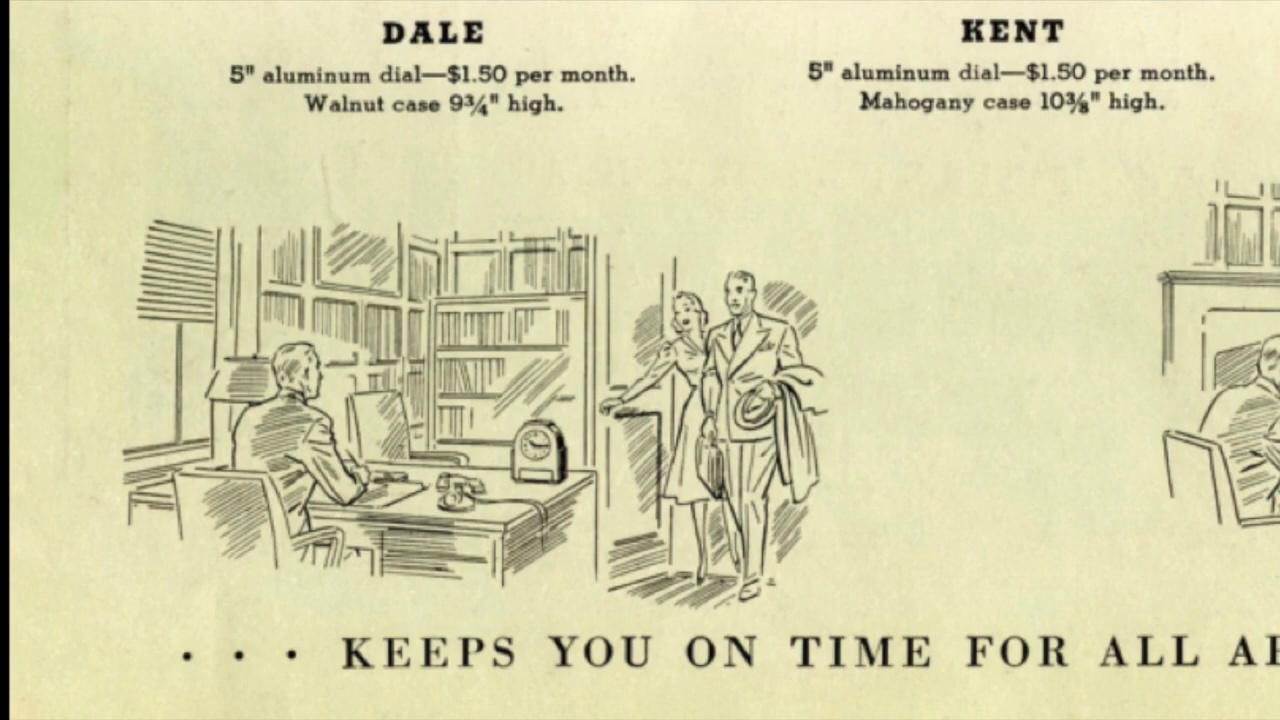 DALE
5" aluminum dial—$1.50 per month.
Walnut case 9¾" high.
KENT
5" aluminum dial—$1.50 per month.
Mahogany case 10⅜" high.
. . . KEEPS YOU ON TIME FOR ALL